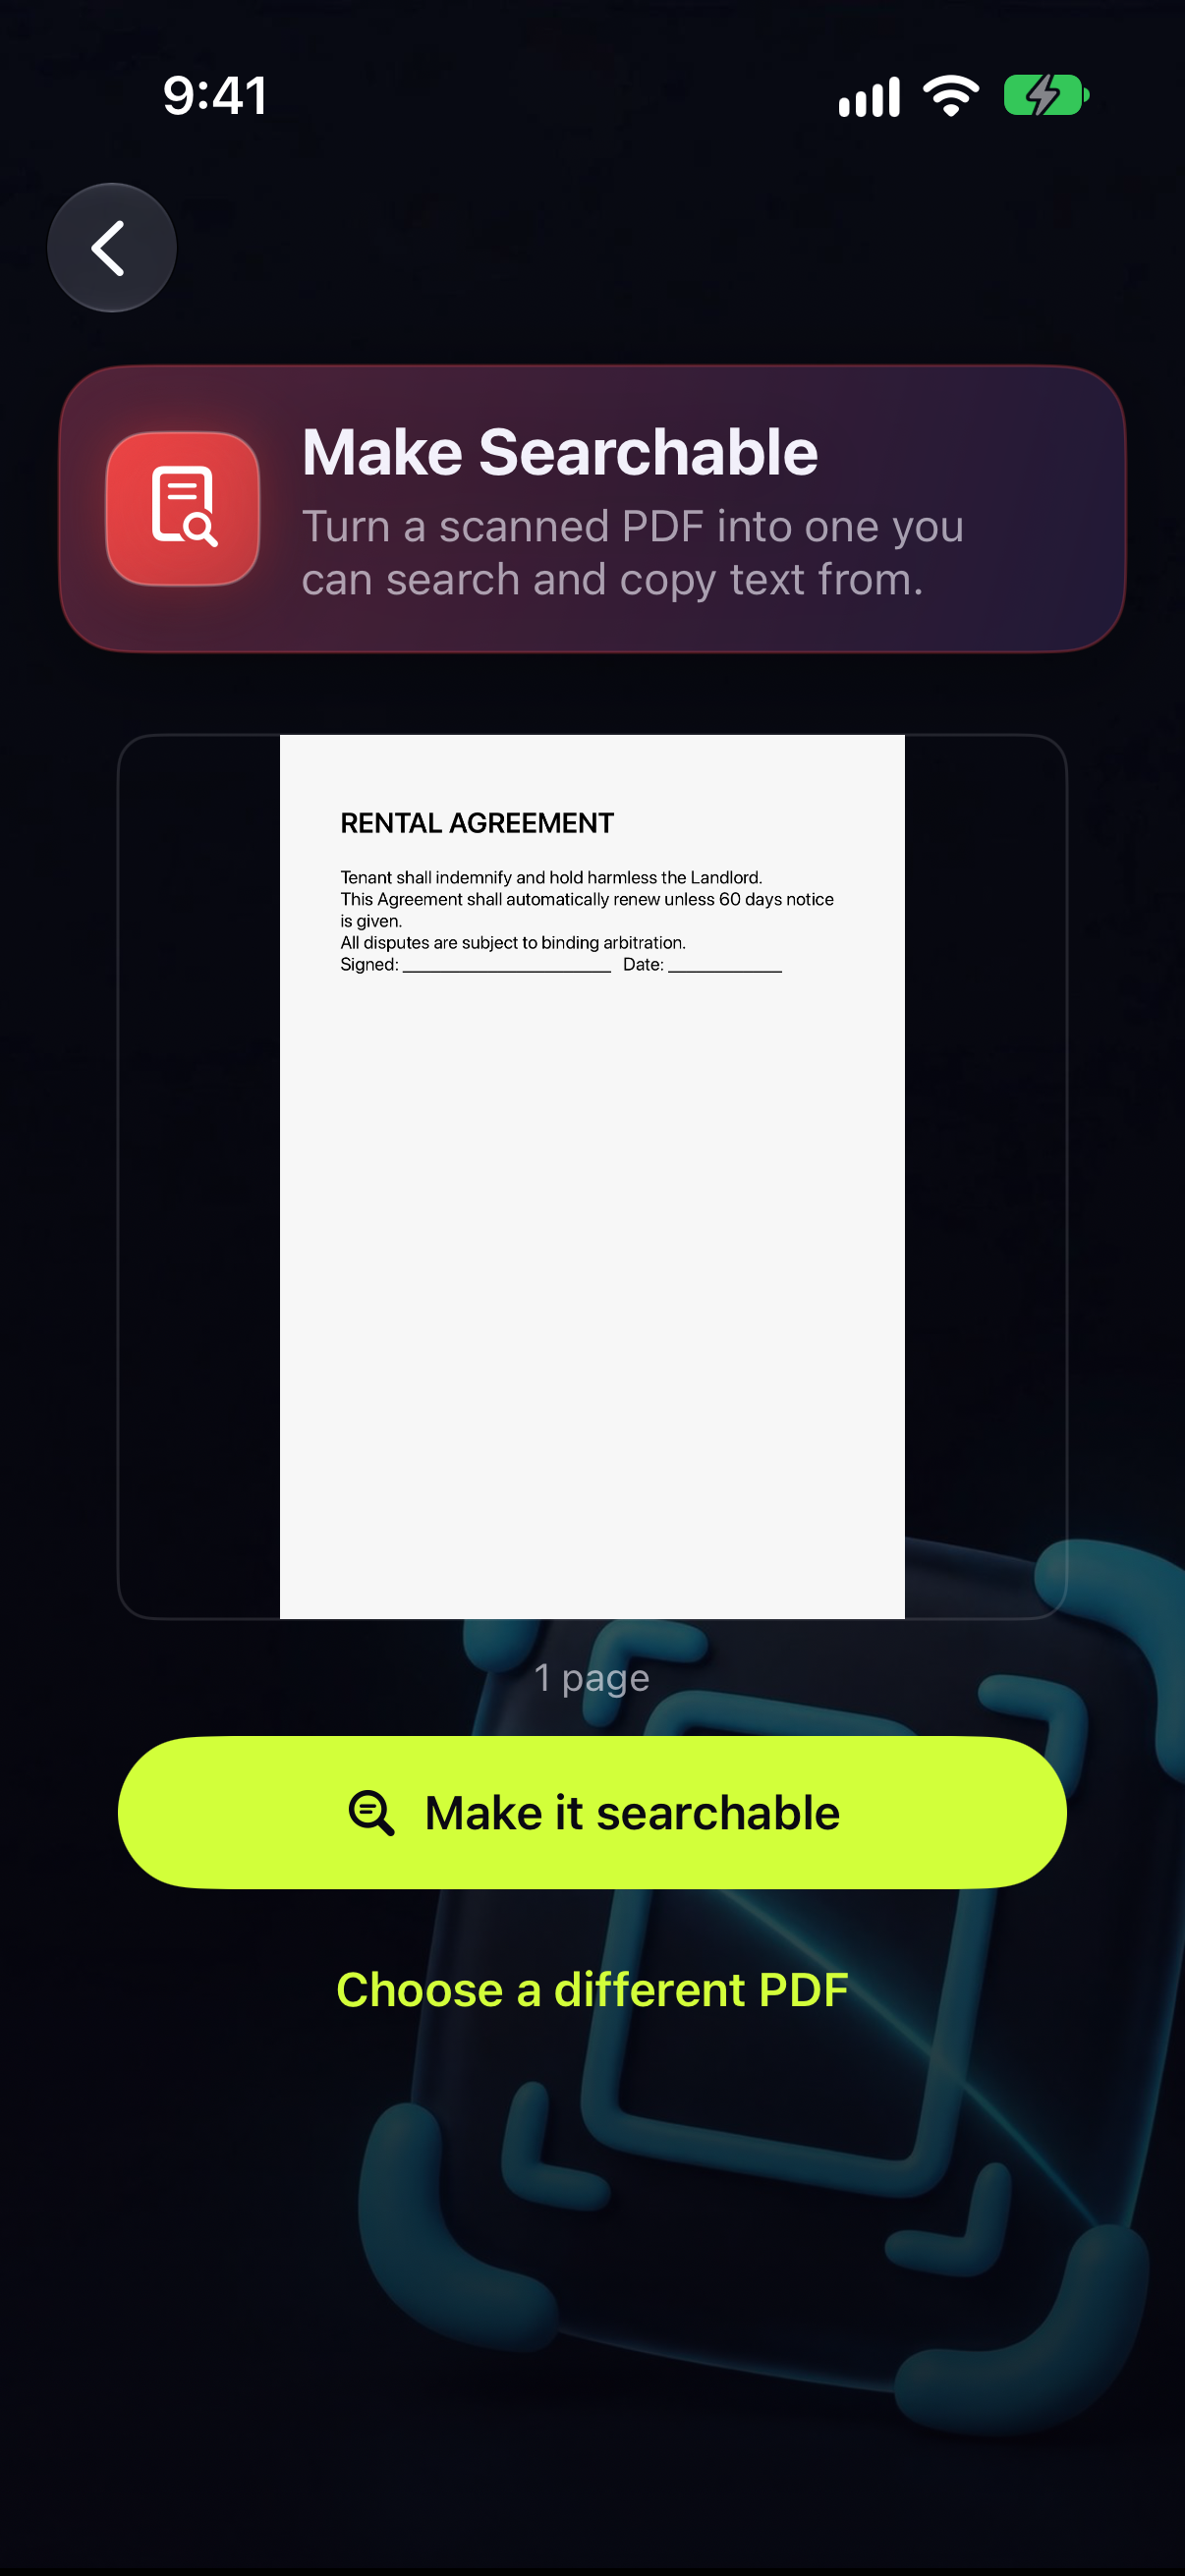 9:41
Make Searchable
Turn a scanned PDF into one you
can search and copy text from.
RENTAL AGREEMENT
Tenant shall indemnify and hold harmless the Landlord.
This Agreement shall automatically renew unless 60 days notice
is given.
All disputes are subject to binding arbitration.
Signed: ______________________ Date: ____________
1 page
Make it searchable
Choose a different PDF